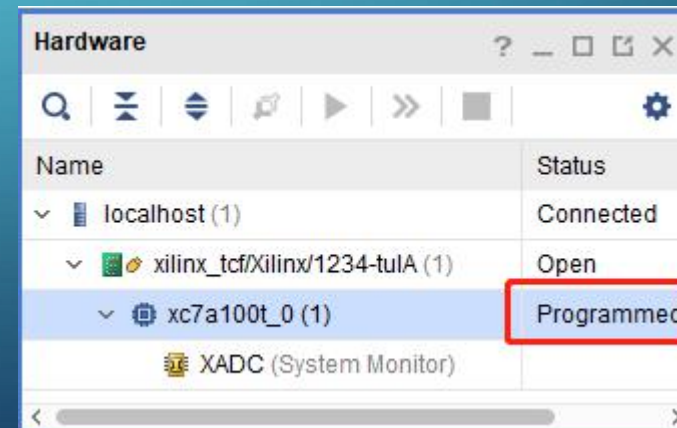 Hardware
Name Status
localhost (1) Connected
xilinx_tcf/Xilinx/1234-tulA (1) Open
xc7a100t_0 (1) Programmed
XADC (System Monitor)